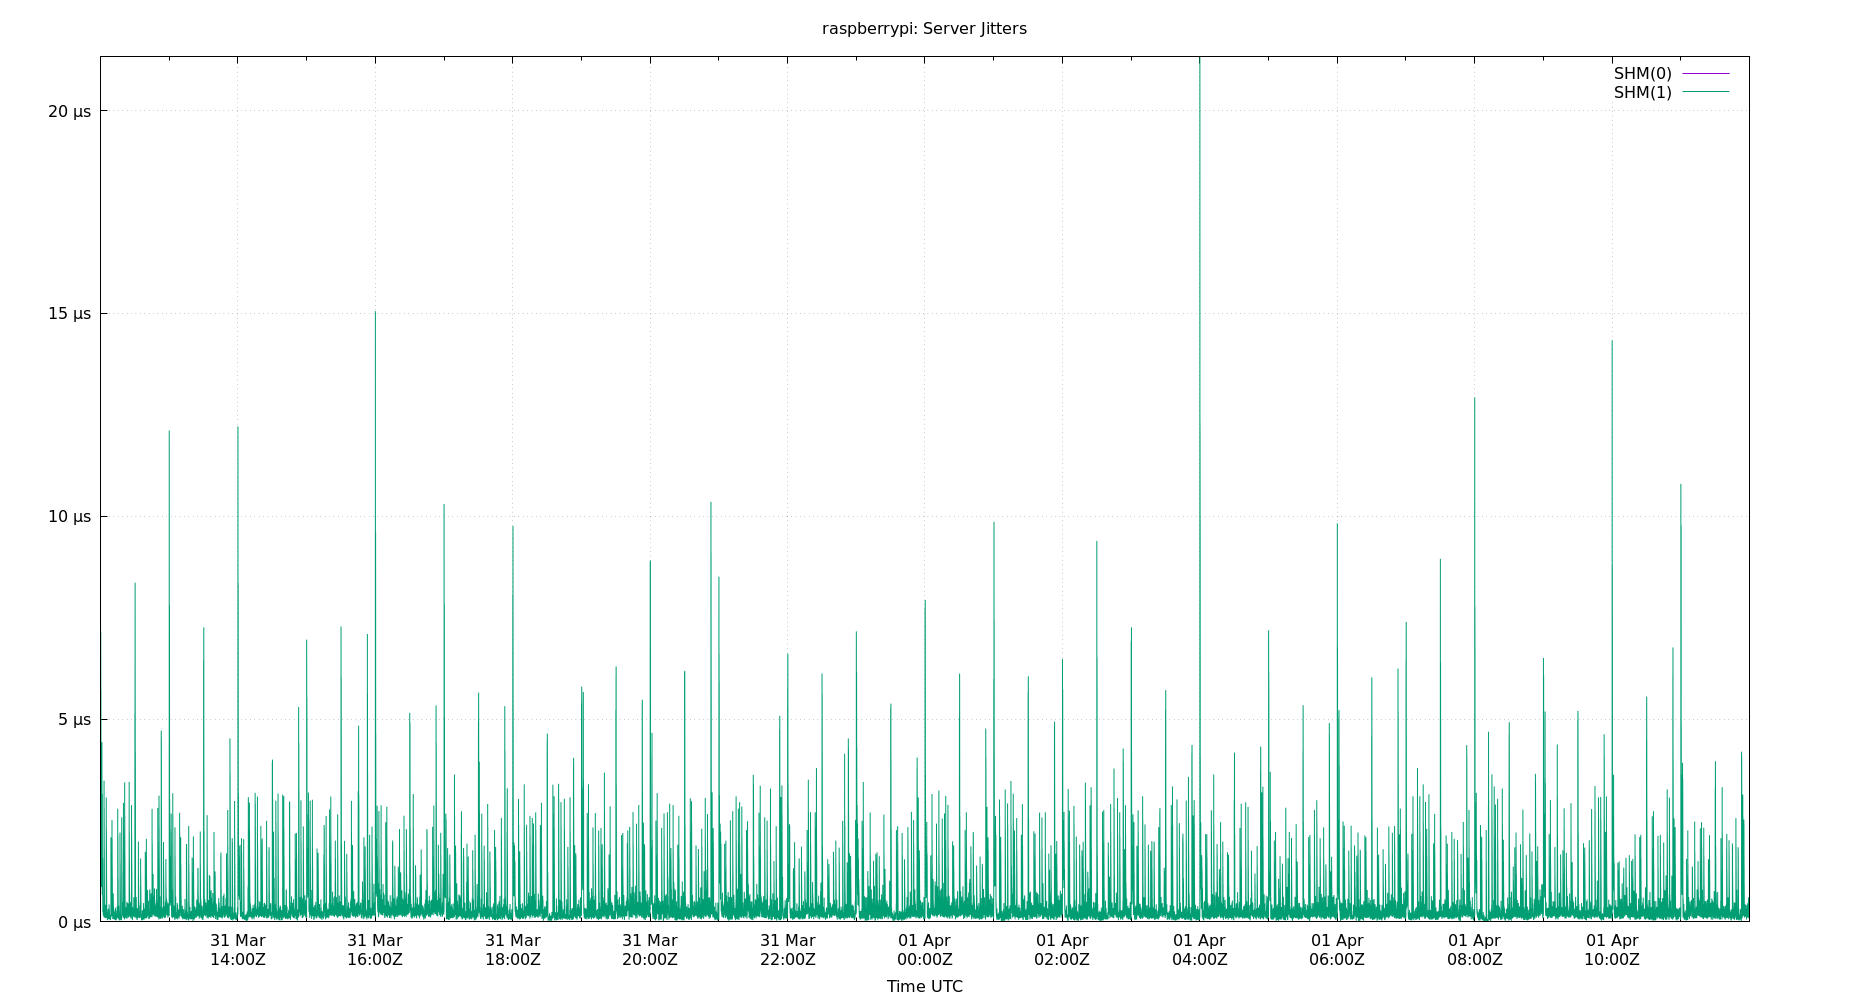 raspberrypi: Server Jitters
SHM(0)
SHM(1)
20 µs
15 µs
10 µs
5 µs
0 µs
31 Mar 31 Mar 31 Mar 31 Mar 31 Mar 01 Apr 01 Apr 01 Apr 01 Apr 01 Apr 01 Apr
14:00Z 16:00Z 18:00Z 20:00Z 22:00Z 00:00Z 02:00Z 04:00Z 06:00Z 08:00Z 10:00Z
Time UTC